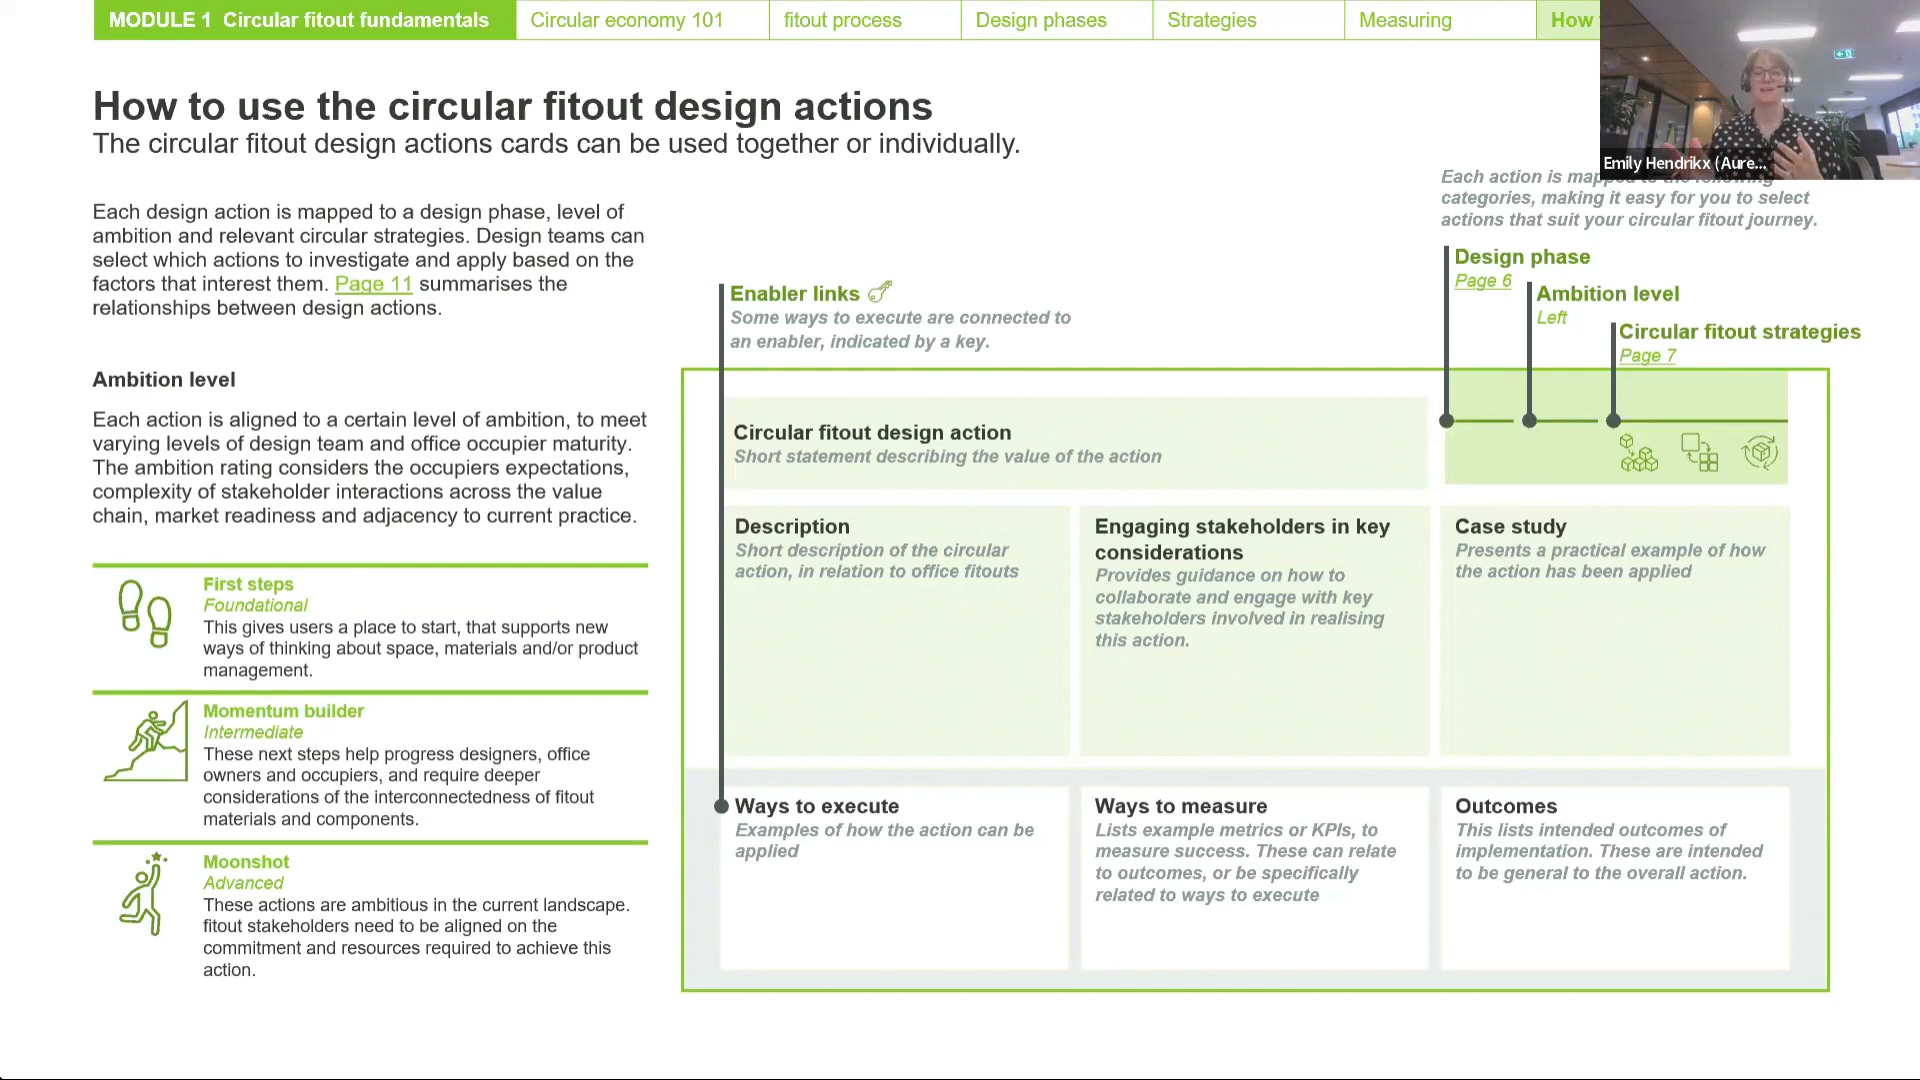 MODULE 1 Circular fitout fundamentals
Circular economy 101
fitout process
Design phases
Strategies
Measuring
How
Emily Hendrikx (Aure...
How to use the circular fitout design actions
The circular fitout design actions cards can be used together or individually.
Each design action is mapped to a design phase, level of
ambition and relevant circular strategies. Design teams can
select which actions to investigate and apply based on the
factors that interest them. Page 11 summarises the
relationships between design actions.
Ambition level
Each action is aligned to a certain level of ambition, to meet
varying levels of design team and office occupier maturity.
The ambition rating considers the occupiers expectations,
complexity of stakeholder interactions across the value
chain, market readiness and adjacency to current practice.
First steps
Foundational
This gives users a place to start, that supports new
ways of thinking about space, materials and/or product
management.
Momentum builder
Intermediate
These next steps help progress designers, office
owners and occupiers, and require deeper
considerations of the interconnectedness of fitout
materials and components.
Moonshot
Advanced
These actions are ambitious in the current landscape.
fitout stakeholders need to be aligned on the
commitment and resources required to achieve this
action.
Each action is mapped to the following
categories, making it easy for you to select
actions that suit your circular fitout journey.
Design phase
Page 6
Ambition level
Left
Circular fitout strategies
Page 7
Enabler links
Some ways to execute are connected to
an enabler, indicated by a key.
Circular fitout design action
Short statement describing the value of the action
Description
Short description of the circular
action, in relation to office fitouts
Engaging stakeholders in key
considerations
Provides guidance on how to
collaborate and engage with key
stakeholders involved in realising
this action.
Case study
Presents a practical example of how
the action has been applied
Ways to execute
Examples of how the action can be
applied
Ways to measure
Lists example metrics or KPIs, to
measure success. These can relate
to outcomes, or be specifically
related to ways to execute
Outcomes
This lists intended outcomes of
implementation. These are intended
to be general to the overall action.